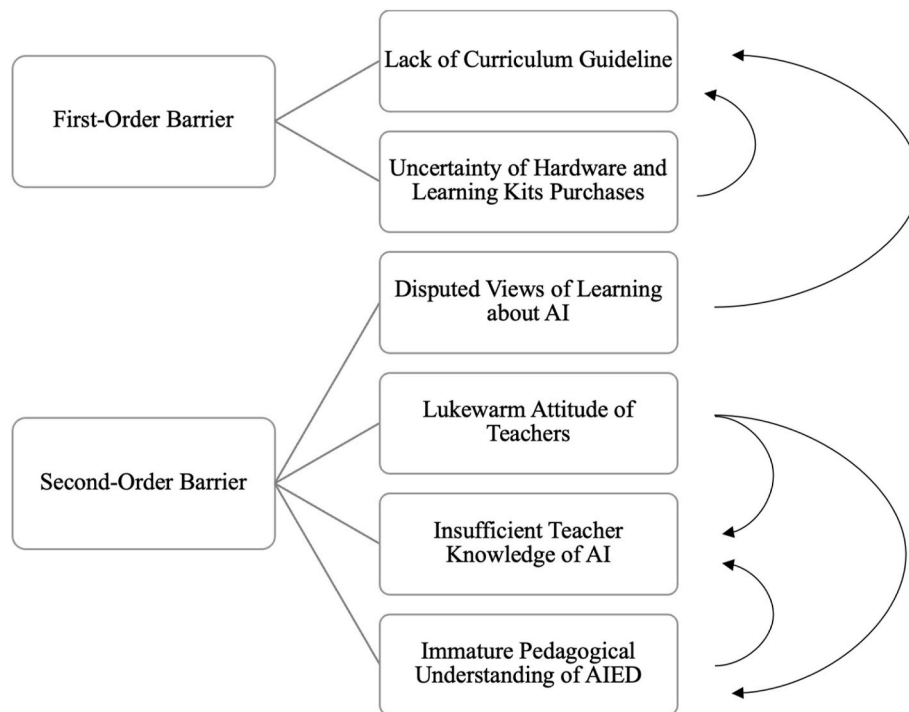 First-Order Barrier
Lack of Curriculum Guideline
Uncertainty of Hardware and
Learning Kits Purchases
Second-Order Barrier
Disputed Views of Learning
about AI
Lukewarm Attitude of
Teachers
Insufficient Teacher
Knowledge of AI
Immature Pedagogical
Understanding of AIED